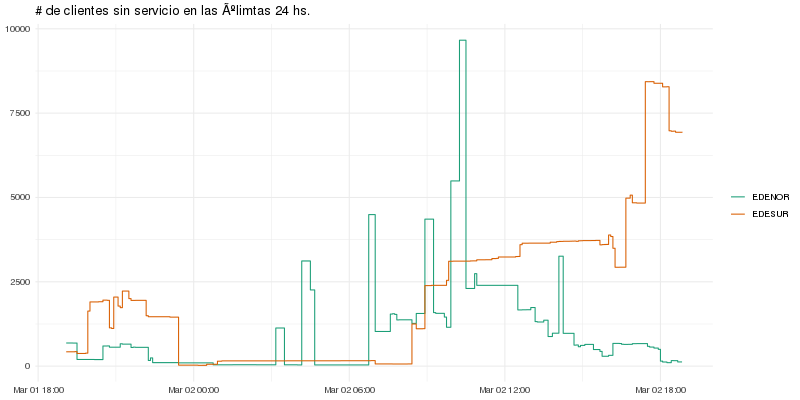 # de clientes sin servicio en las Ãºlimtas 24 hs.
10000
7500
5000
2500
0
Mar 01 18:00
Mar 02 00:00
Mar 02 06:00
Mar 02 12:00
Mar 02 18:00
EDENOR
EDESUR